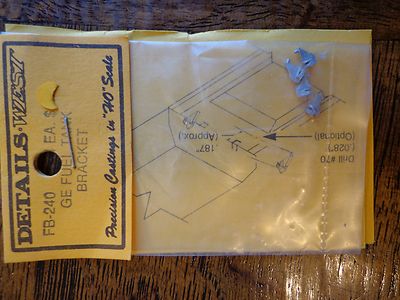 DETAILS·WEST
FB-240 EA. $
GE FUEL TANK
BRACKET
Precision Castings in "HO" Scale
Drill #70
(.028")
(Optional)
.187"
(Approx.)